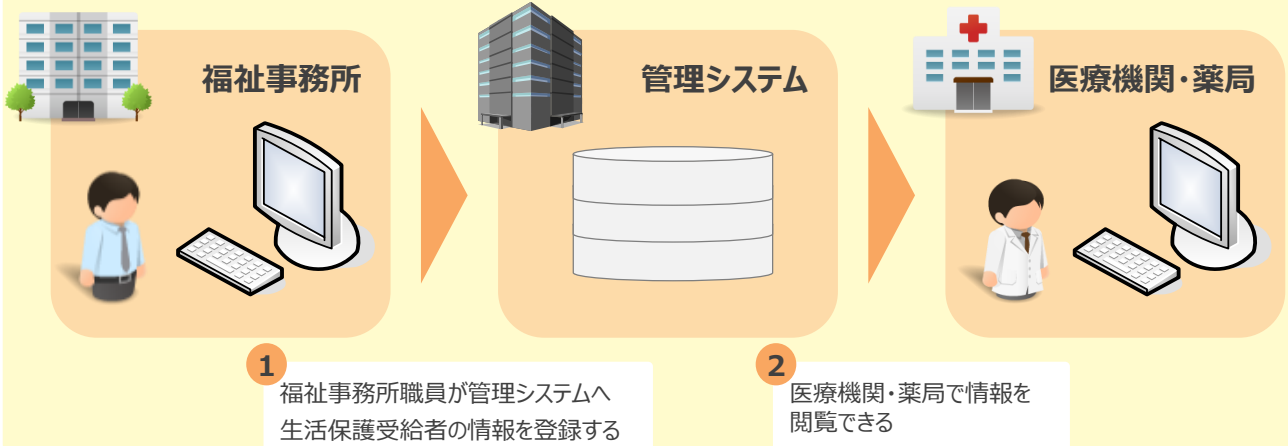 福祉事務所
管理システム
医療機関・薬局
1
福祉事務所職員が管理システムへ
生活保護受給者の情報を登録する
2
医療機関・薬局で情報を
閲覧できる